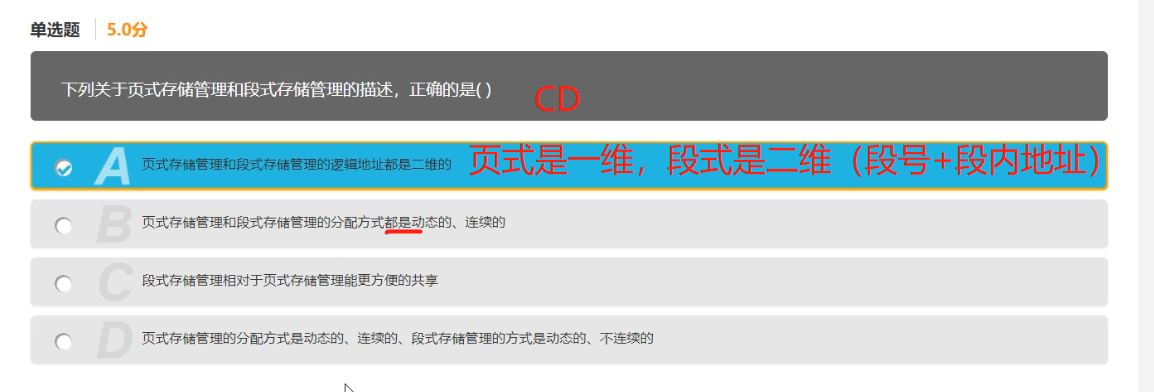 单选题 5.0分
下列关于页式存储管理和段式存储管理的描述，正确的是( )
CD
A 页式存储管理和段式存储管理的逻辑地址都是二维的 页式是一维，段式是二维（段号+段内地址）
B 页式存储管理和段式存储管理的分配方式都是动态的、连续的
C 段式存储管理相对于页式存储管理能更方便的共享
D 页式存储管理的分配方式是动态的、连续的、段式存储管理的方式是动态的、不连续的